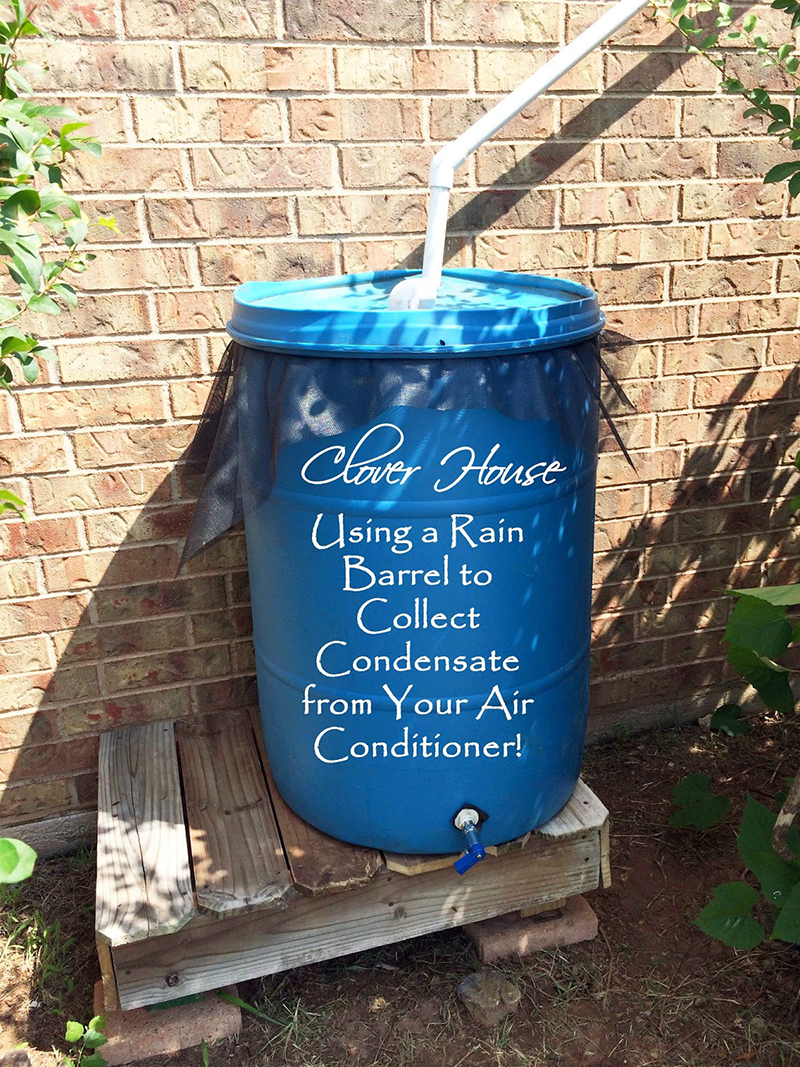 Clover House
Using a Rain
Barrel to
Collect
Condensate
from Your Air
Conditioner!